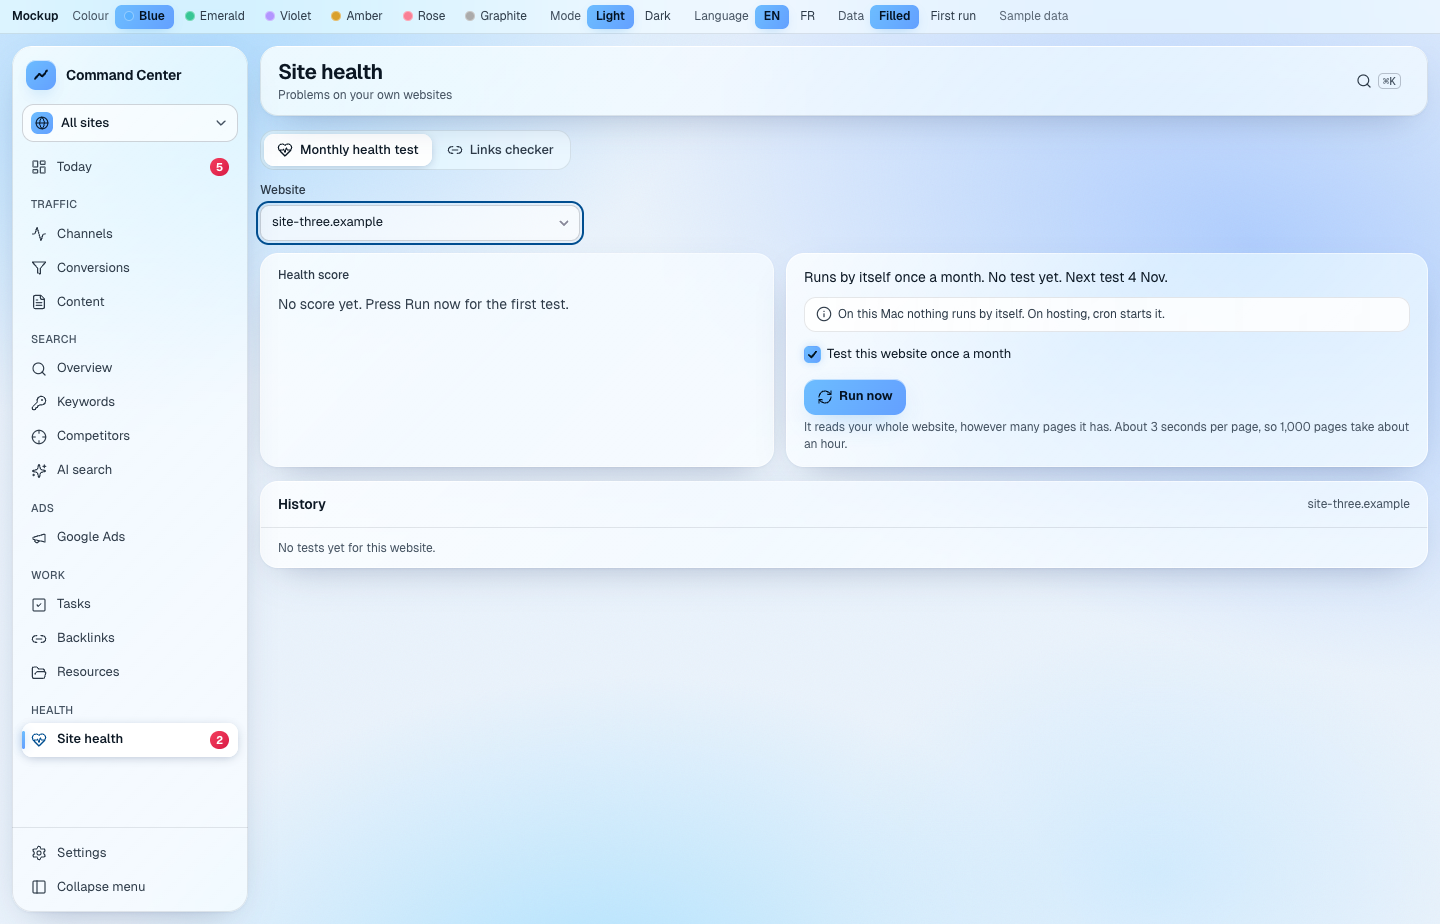 Mockup Colour Blue Emerald Violet Amber Rose Graphite Mode Light Dark Language EN FR Data Filled First run Sample data
Command Center
All sites
Today 5
TRAFFIC
Channels
Conversions
Content
SEARCH
Overview
Keywords
Competitors
AI search
ADS
Google Ads
WORK
Tasks
Backlinks
Resources
HEALTH
Site health 2
Settings
Collapse menu
Site health
Problems on your own websites
⌘K
Monthly health test Links checker
Website
site-three.example
Health score
No score yet. Press Run now for the first test.
Runs by itself once a month. No test yet. Next test 4 Nov.
On this Mac nothing runs by itself. On hosting, cron starts it.
Test this website once a month
Run now
It reads your whole website, however many pages it has. About 3 seconds per page, so 1,000 pages take about
an hour.
History site-three.example
No tests yet for this website.